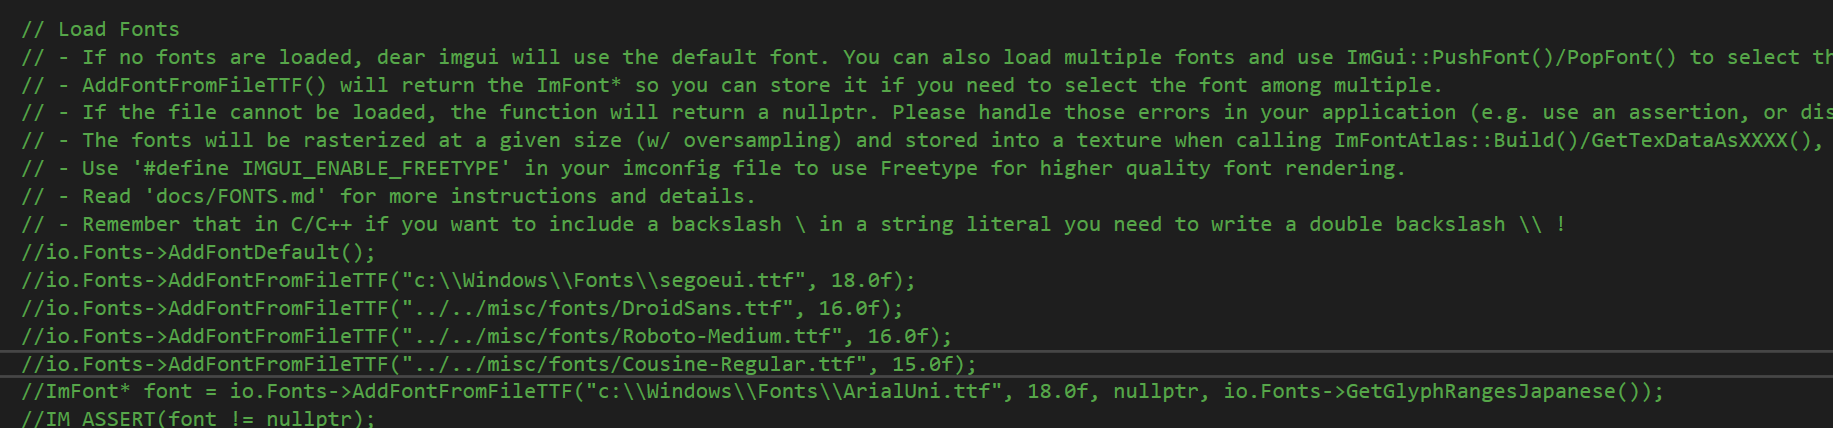 // Load Fonts
// - If no fonts are loaded, dear imgui will use the default font. You can also load multiple fonts and use ImGui::PushFont()/PopFont() to select th
// - AddFontFromFileTTF() will return the ImFont* so you can store it if you need to select the font among multiple.
// - If the file cannot be loaded, the function will return a nullptr. Please handle those errors in your application (e.g. use an assertion, or dis
// - The fonts will be rasterized at a given size (w/ oversampling) and stored into a texture when calling ImFontAtlas::Build()/GetTexDataAsXXXX(),
// - Use '#define IMGUI_ENABLE_FREETYPE' in your imconfig file to use Freetype for higher quality font rendering.
// - Read 'docs/FONTS.md' for more instructions and details.
// - Remember that in C/C++ if you want to include a backslash \ in a string literal you need to write a double backslash \\ !
//io.Fonts->AddFontDefault();
//io.Fonts->AddFontFromFileTTF("c:\\Windows\\Fonts\\segoeui.ttf", 18.0f);
//io.Fonts->AddFontFromFileTTF("../../misc/fonts/DroidSans.ttf", 16.0f);
//io.Fonts->AddFontFromFileTTF("../../misc/fonts/Roboto-Medium.ttf", 16.0f);
//io.Fonts->AddFontFromFileTTF("../../misc/fonts/Cousine-Regular.ttf", 15.0f);
//ImFont* font = io.Fonts->AddFontFromFileTTF("c:\\Windows\\Fonts\\ArialUni.ttf", 18.0f, nullptr, io.Fonts->GetGlyphRangesJapanese());
//IM_ASSERT(font != nullptr);